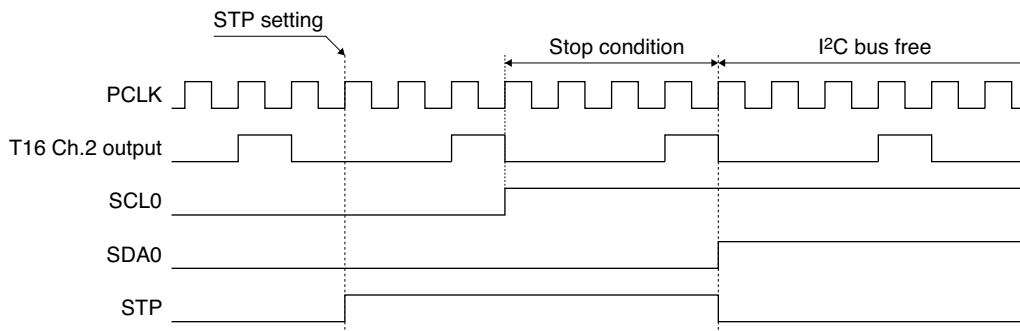 STP setting
Stop condition
I²C bus free
PCLK
T16 Ch.2 output
SCL0
SDA0
STP